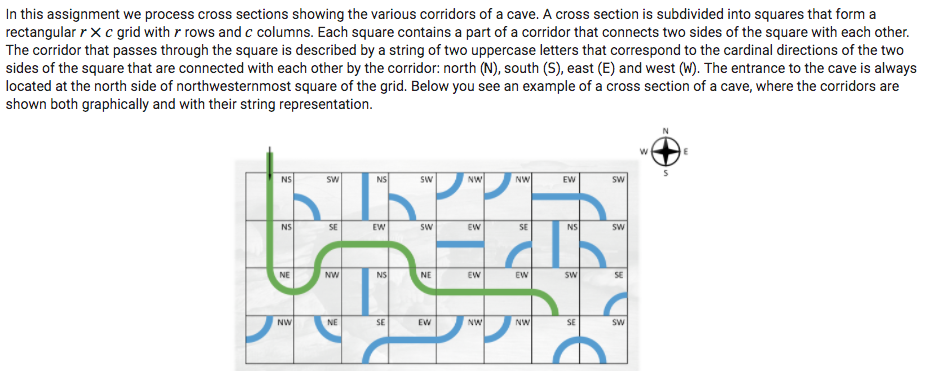 In this assignment we process cross sections showing the various corridors of a cave. A cross section is subdivided into squares that form a
rectangular r X c grid with r rows and c columns. Each square contains a part of a corridor that connects two sides of the square with each other.
The corridor that passes through the square is described by a string of two uppercase letters that correspond to the cardinal directions of the two
sides of the square that are connected with each other by the corridor: north (N), south (S), east (E) and west (W). The entrance to the cave is always
located at the north side of northwesternmost square of the grid. Below you see an example of a cross section of a cave, where the corridors are
shown both graphically and with their string representation.
N
W E
S
NS SW NS SW NW NW EW SW
NS SE EW SW EW SE NS SW
NE NW NS NE EW EW SW SE
NW NE SE EW NW NW SE SW